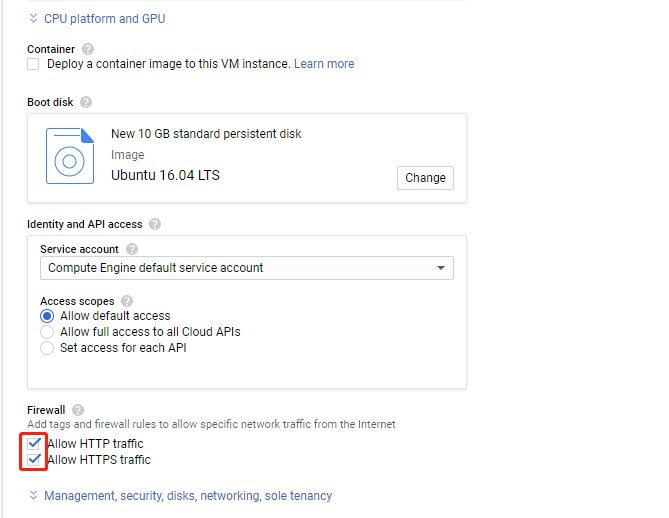 CPU platform and GPU
Container ?
Deploy a container image to this VM instance. Learn more
Boot disk ?
New 10 GB standard persistent disk
Image
Ubuntu 16.04 LTS
Change
Identity and API access ?
Service account ?
Compute Engine default service account
Access scopes ?
Allow default access
Allow full access to all Cloud APIs
Set access for each API
Firewall ?
Add tags and firewall rules to allow specific network traffic from the Internet
Allow HTTP traffic
Allow HTTPS traffic
Management, security, disks, networking, sole tenancy